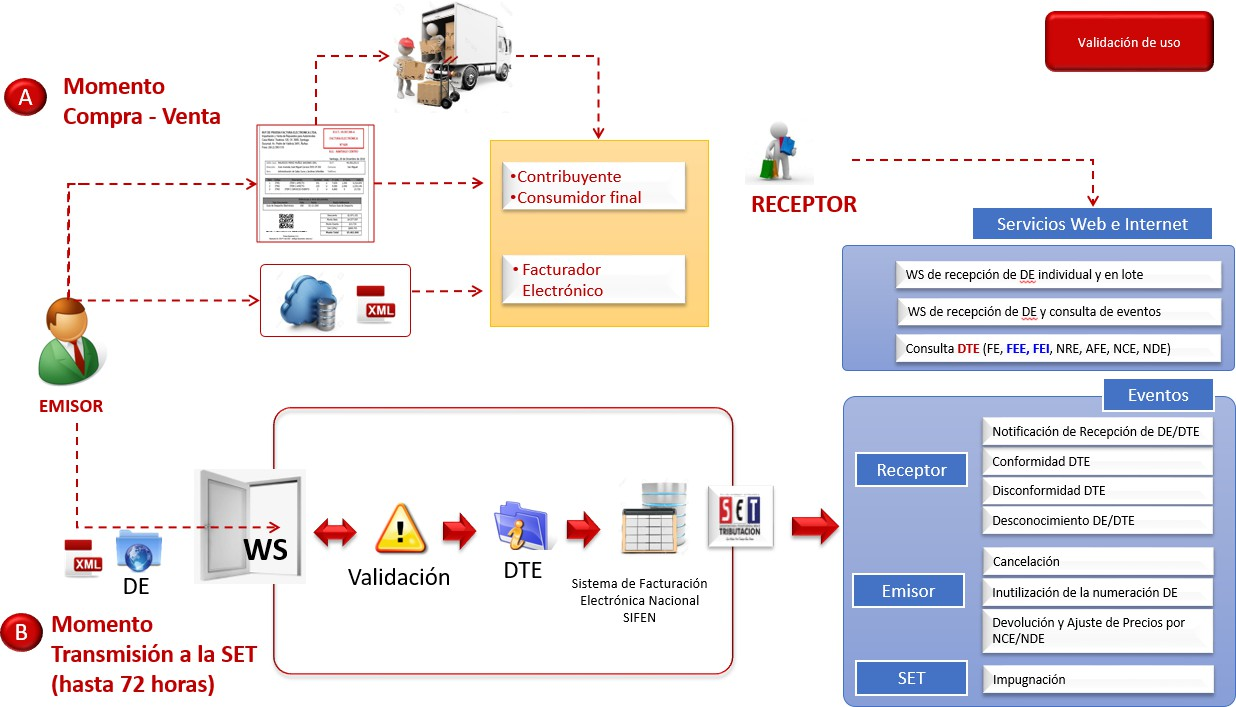 Validación de uso
A
Momento
Compra - Venta
•Contribuyente
•Consumidor final
• Facturador
Electrónico
XML
EMISOR
RECEPTOR
Servicios Web e Internet
WS de recepción de DE individual y en lote
WS de recepción de DE y consulta de eventos
Consulta DTE (FE, FEE, FEI, NRE, AFE, NCE, NDE)
Eventos
Receptor
Notificación de Recepción de DE/DTE
Conformidad DTE
Disconformidad DTE
Desconocimiento DE/DTE
Emisor
Cancelación
Inutilización de la numeración DE
Devolución y Ajuste de Precios por
NCE/NDE
SET
Impugnación
XML
DE
WS
Validación
DTE
Sistema de Facturación
Electrónica Nacional
SIFEN
SET
TRIBUTACION
B
Momento
Transmisión a la SET
(hasta 72 horas)